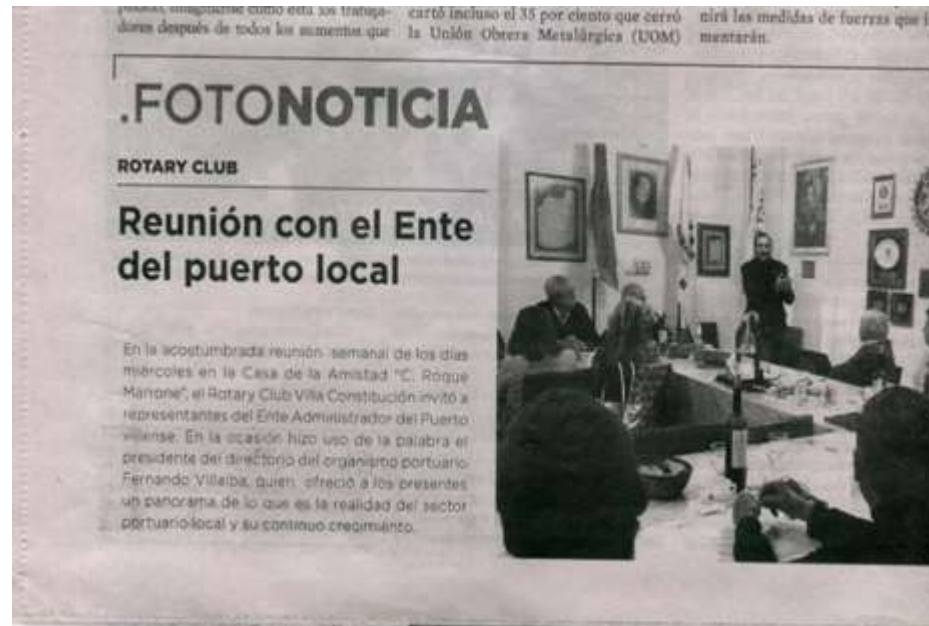 dores después de todos los aumentos que
cartó incluso el 35 por ciento que cerró
la Unión Obrera Metalúrgica (UOM)
nirá las medidas de fuerzas que
mentarán.
.FOTONOTICIA
ROTARY CLUB
Reunión con el Ente
del puerto local
En la acostumbrada reunión semanal de los días
miércoles en la Casa de la Amistad "C. Roque
Marrone", el Rotary Club Villa Constitución invitó a
representantes del Ente Administrador del Puerto
villense. En la ocasión hizo uso de la palabra el
presidente del directorio del organismo portuario
Fernando Villalba, quien ofreció a los presentes
un panorama de lo que es la realidad del sector
portuario local y su continuo crecimiento.